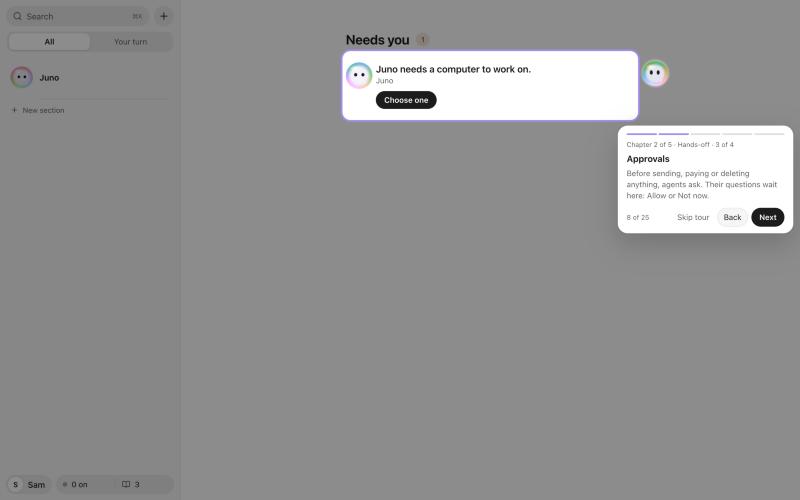 Search
⌘K
All
Your turn
Juno
New section
Needs you 1
Juno needs a computer to work on.
Juno
Choose one
Chapter 2 of 5 · Hands-off · 3 of 4
Approvals
Before sending, paying or deleting
anything, agents ask. Their questions wait
here: Allow or Not now.
8 of 25
Skip tour
Back
Next
S Sam
0 on
3